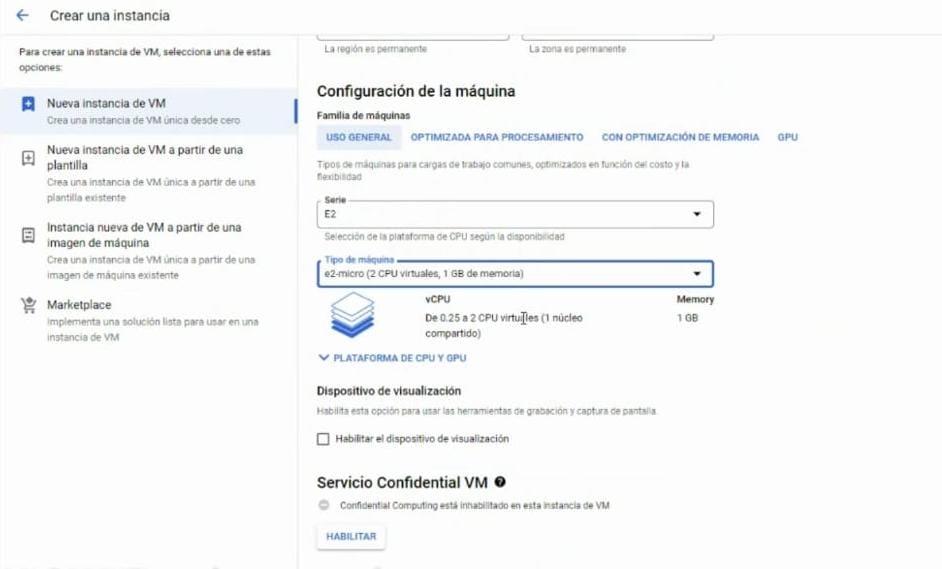 Crear una instancia
Para crear una instancia de VM, selecciona una de estas
opciones:
Nueva instancia de VM
Crea una instancia de VM única desde cero
Nueva instancia de VM a partir de una
plantilla
Crea una instancia de VM única a partir de una
plantilla existente
Instancia nueva de VM a partir de una
imagen de máquina
Crea una instancia de VM única a partir de una
imagen de máquina existente
Marketplace
Implementa una solución lista para usar en una
instancia de VM
La región es permanente
La zona es permanente
Configuración de la máquina
Familia de máquinas
USO GENERAL OPTIMIZADA PARA PROCESAMIENTO CON OPTIMIZACIÓN DE MEMORIA GPU
Tipos de máquinas para cargas de trabajo comunes, optimizados en función del costo y la
flexibilidad
Serie
E2
Selección de la plataforma de CPU según la disponibilidad
Tipo de máquina
e2-micro (2 CPU virtuales, 1 GB de memoria)
vCPU Memory
De 0.25 a 2 CPU virtuales (1 núcleo 1 GB
compartido)
PLATAFORMA DE CPU Y GPU
Dispositivo de visualización
Habilita esta opción para usar las herramientas de grabación y captura de pantalla.
Habilitar el dispositivo de visualización
Servicio Confidential VM
Confidential Computing está inhabilitado en esta instancia de VM
HABILITAR